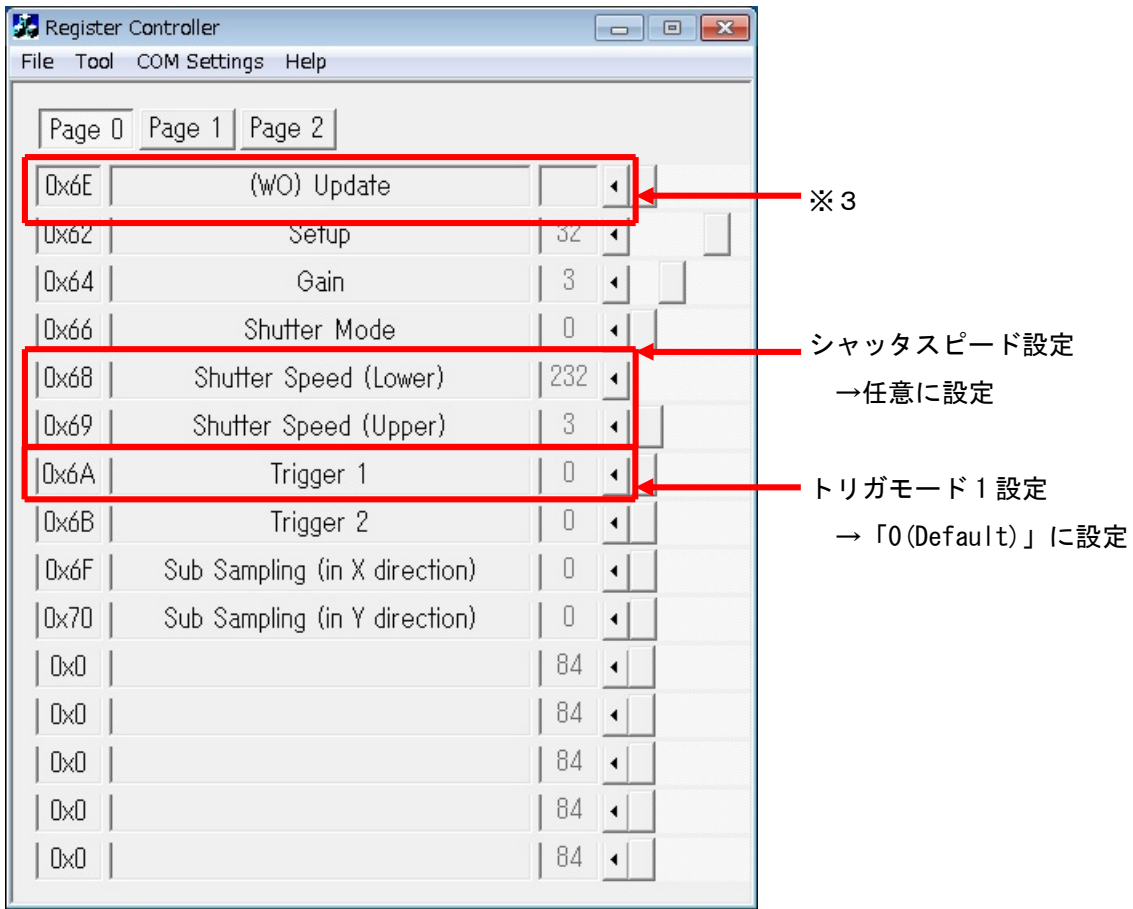 Register Controller
File Tool COM Settings Help
Page 0 Page 1 Page 2
0x6E (WO) Update
※3
0x62 Setup 32
0x64 Gain 3
0x66 Shutter Mode 0
シャッタスピード設定
0x68 Shutter Speed (Lower) 232
→任意に設定
0x69 Shutter Speed (Upper) 3
0x6A Trigger 1 0
トリガモード1設定
0x6B Trigger 2 0
→「0(Default)」に設定
0x6F Sub Sampling (in X direction) 0
0x70 Sub Sampling (in Y direction) 0
0x0 84
0x0 84
0x0 84
0x0 84
0x0 84